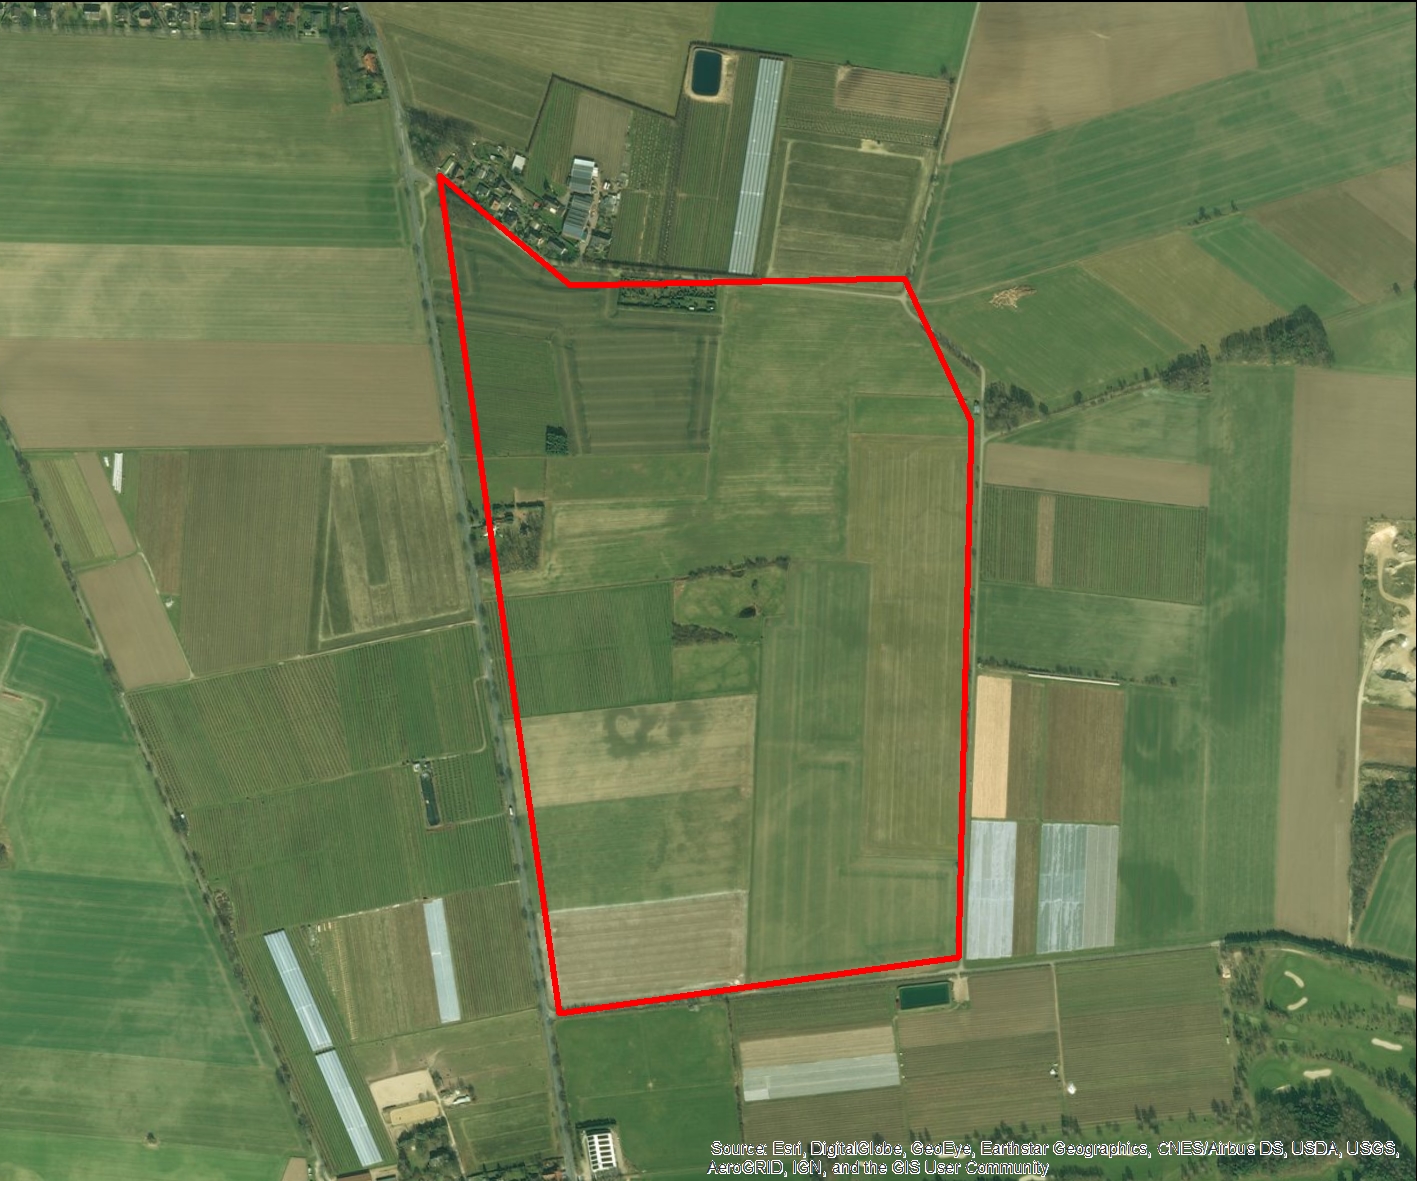 Source: Esri, DigitalGlobe, GeoEye, Earthstar Geographics, CNES/Airbus DS, USDA, USGS,
AeroGRID, IGN, and the GIS User Community